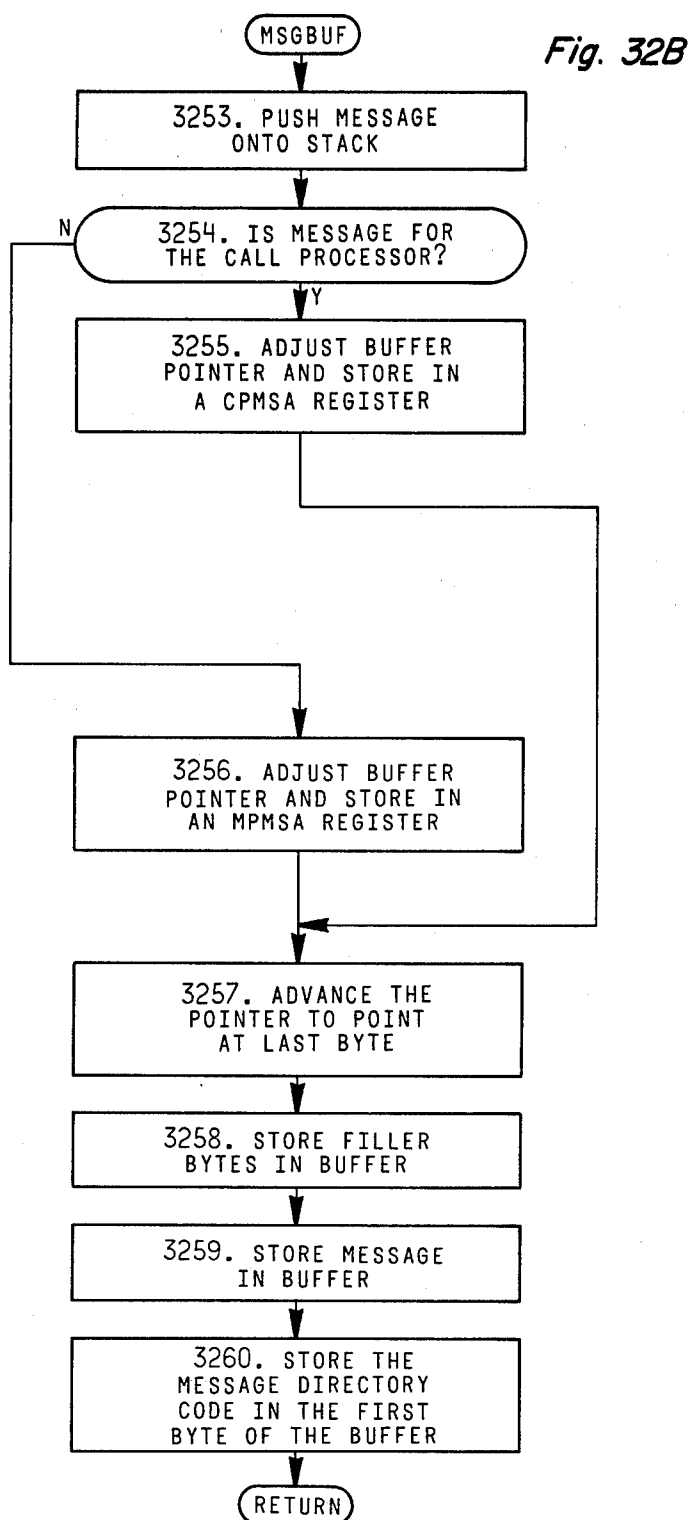 MSGBUF
Fig. 32B
3253. PUSH MESSAGE
ONTO STACK
N
3254. IS MESSAGE FOR
THE CALL PROCESSOR?
Y
3255. ADJUST BUFFER
POINTER AND STORE IN
A CPMSA REGISTER
3256. ADJUST BUFFER
POINTER AND STORE IN
AN MPMSA REGISTER
3257. ADVANCE THE
POINTER TO POINT
AT LAST BYTE
3258. STORE FILLER
BYTES IN BUFFER
3259. STORE MESSAGE
IN BUFFER
3260. STORE THE
MESSAGE DIRECTORY
CODE IN THE FIRST
BYTE OF THE BUFFER
RETURN